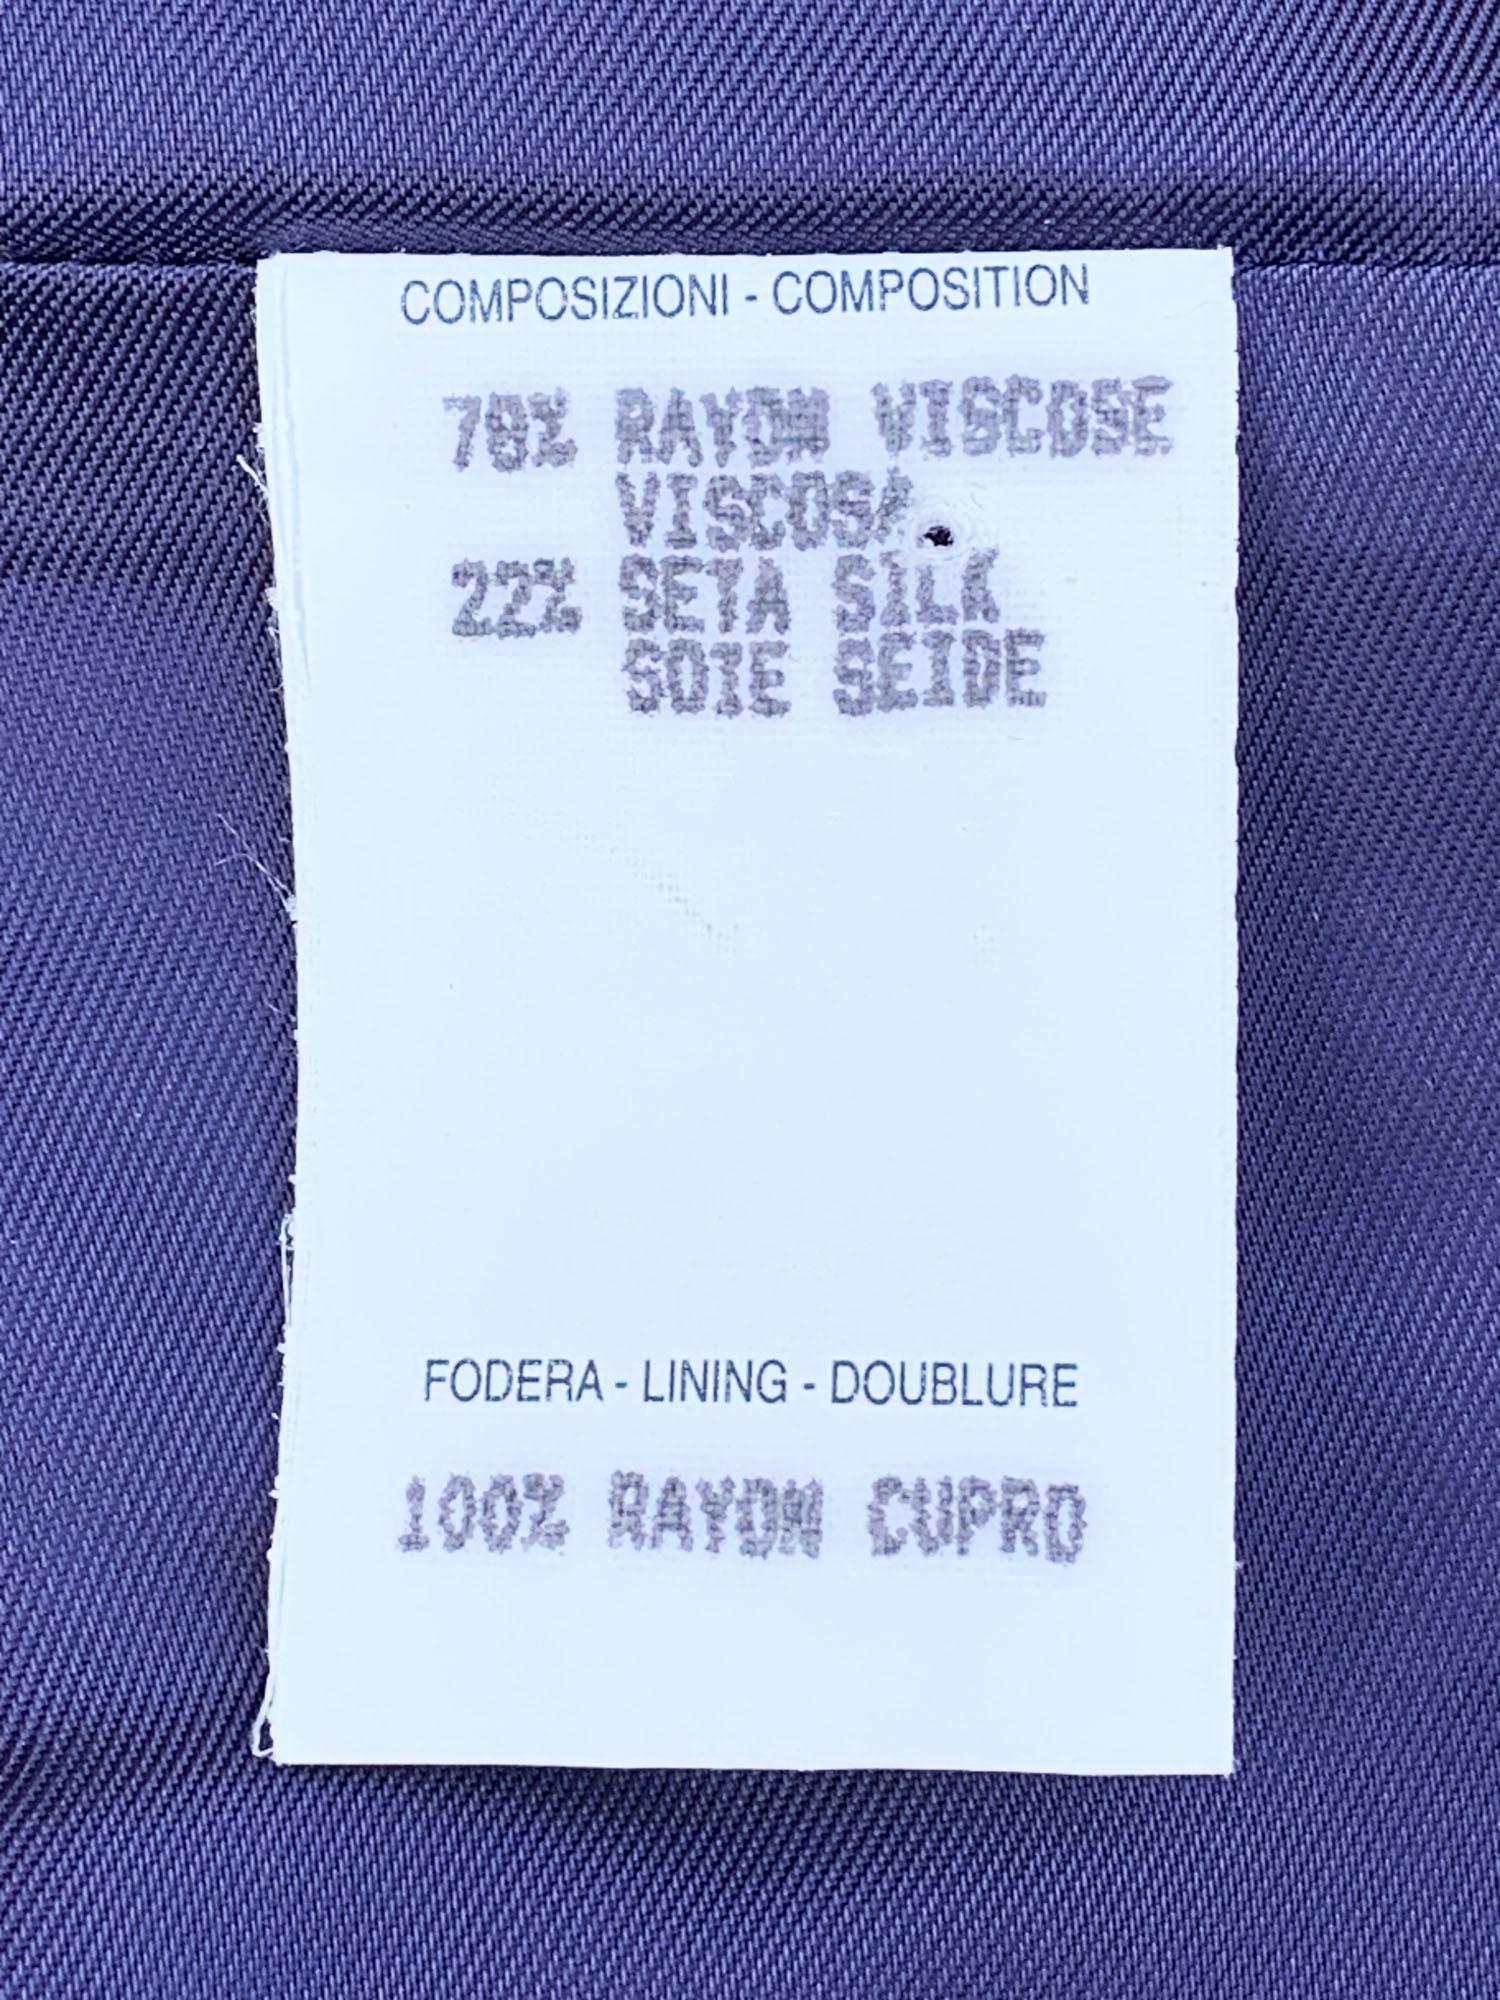 COMPOSIZIONI - COMPOSITION
78% RAYON VISCOSE
VISCOSA
22% SETA SILK
SOIE SEIDE
FODERA - LINING - DOUBLURE
100% RAYON CUPRO